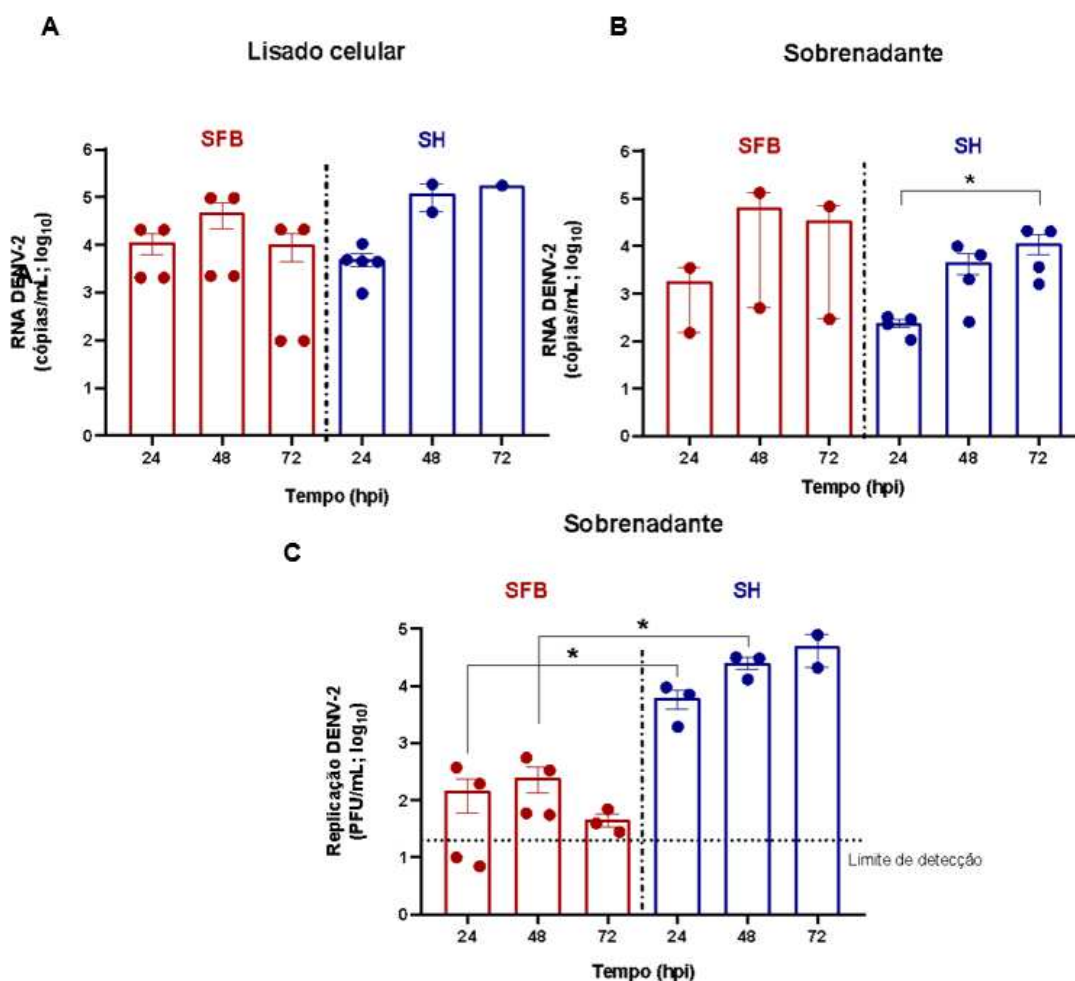 A
Lisado celular
SFB
SH
6
5
4
3
2
1
0
A
RNA DENV-2
(cópias/mL; log10)
24
48
72
24
48
72
Tempo (hpi)
B
Sobrenadante
SFB
SH
*
6
5
4
3
2
1
0
RNA DENV-2
(cópias/mL; log10)
24
48
72
24
48
72
Tempo (hpi)
C
Sobrenadante
SFB
SH
*
*
5
4
3
2
1
0
Replicação DENV-2
(PFU/mL; log10)
Limite de detecção
24
48
72
24
48
72
Tempo (hpi)